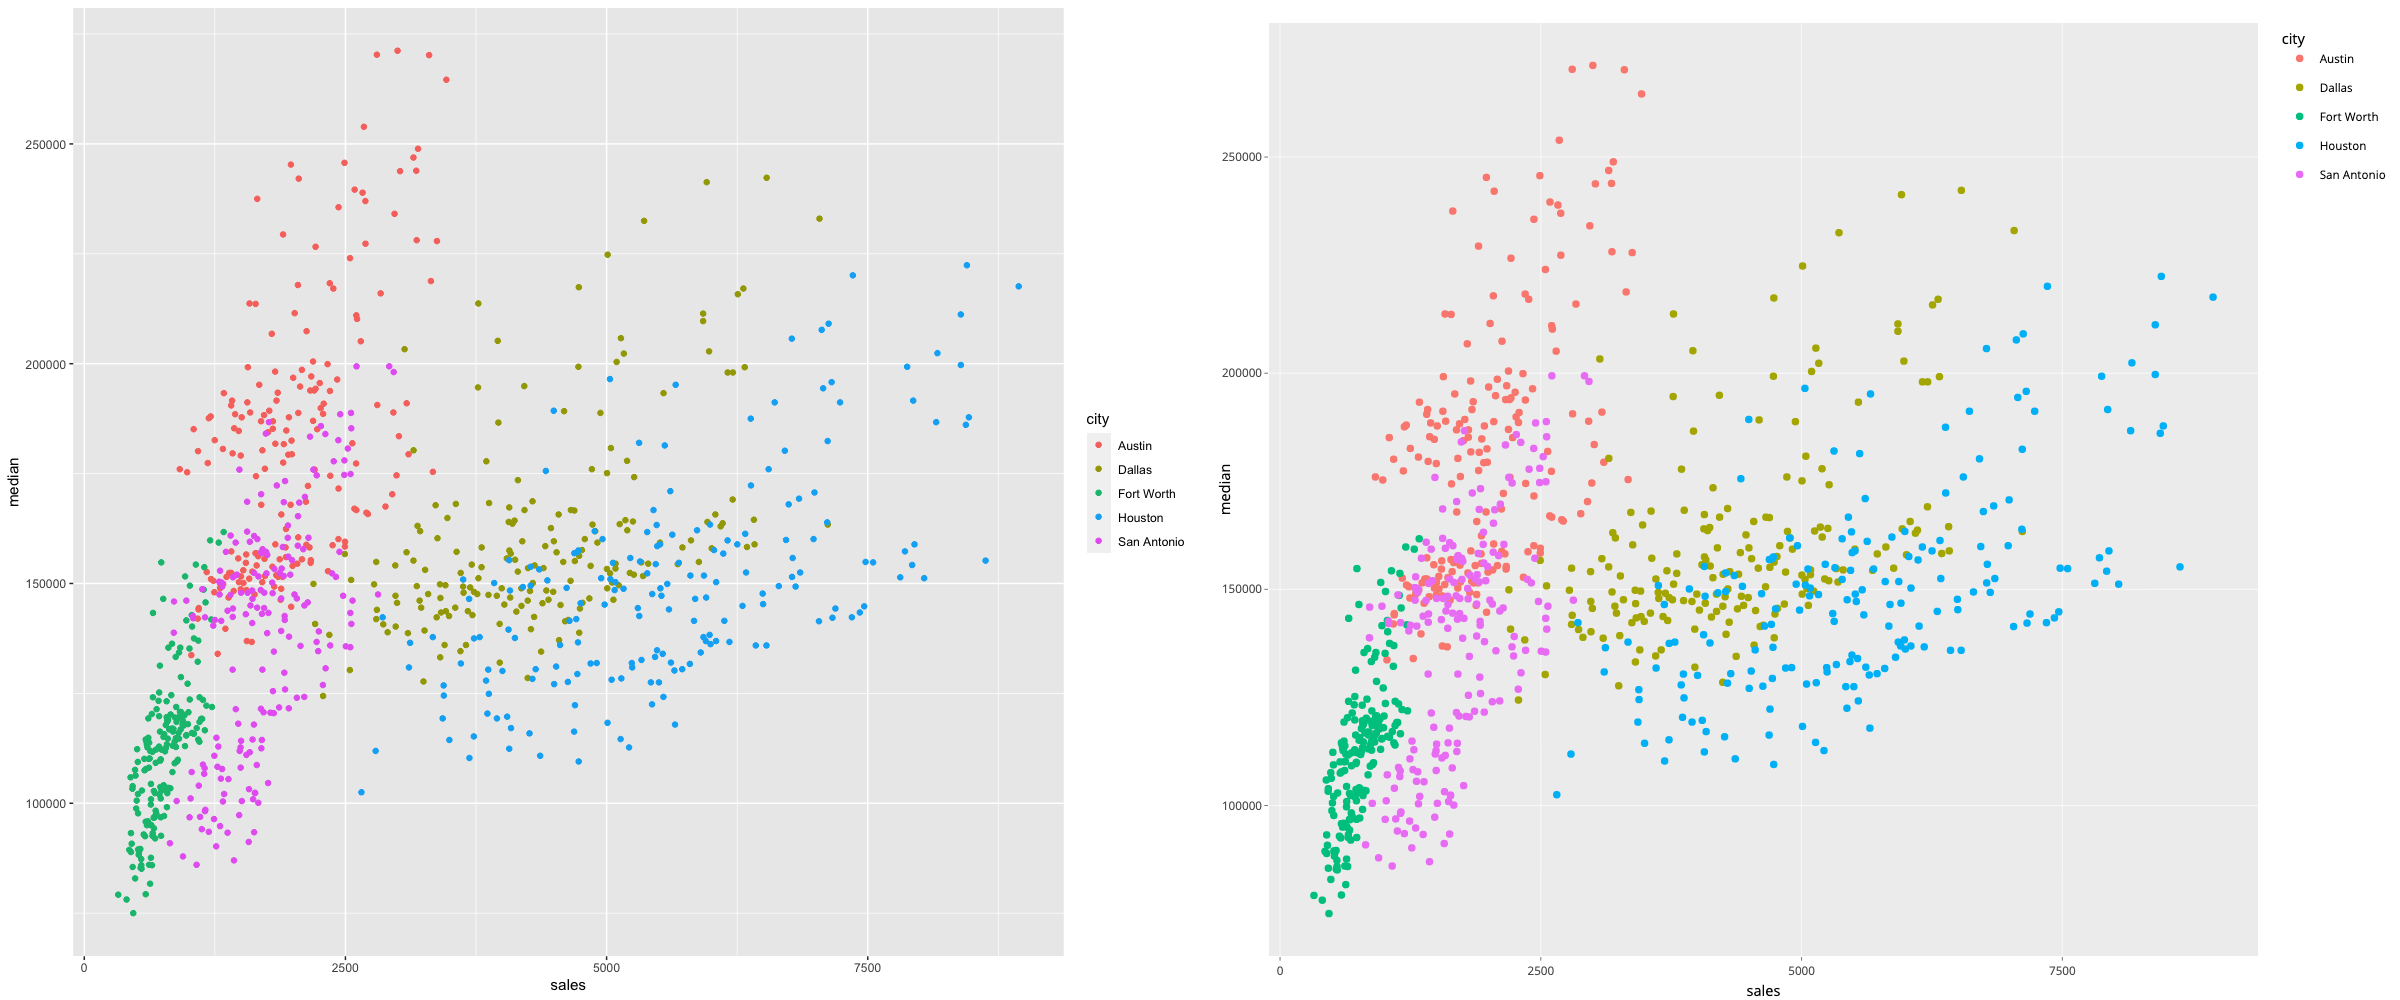 median
250000
200000
150000
100000
0
2500
5000
7500
sales
city
Austin
Dallas
Fort Worth
Houston
San Antonio
median
250000
200000
150000
100000
0
2500
5000
7500
sales
city
Austin
Dallas
Fort Worth
Houston
San Antonio